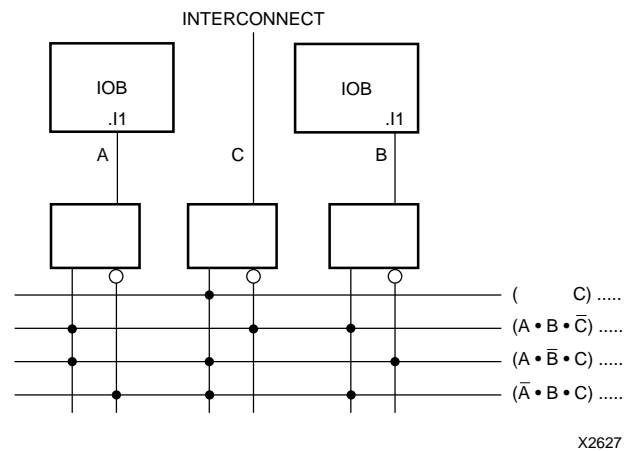 INTERCONNECT
IOB
.I1
IOB
.I1
A
C
B
( C) .....
(A • B • C̅) .....
(A • B̅ • C) .....
(A̅ • B • C) .....
X2627